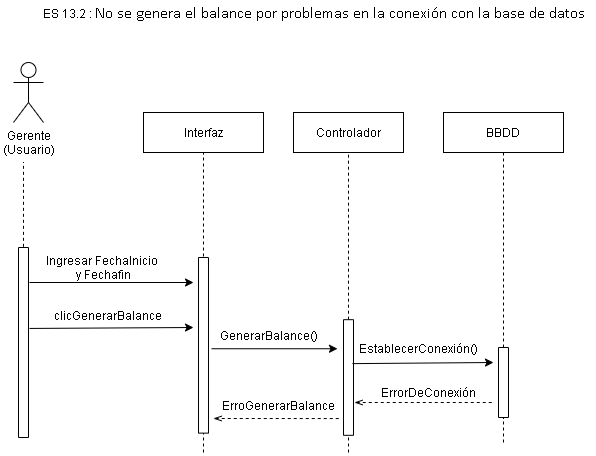 ES 13.2 : No se genera el balance por problemas en la conexión con la base de datos
Gerente
(Usuario)
Interfaz
Controlador
BBDD
Ingresar FechaInicio
y Fechafin
clicGenerarBalance
GenerarBalance()
EstablecerConexión()
ErrorDeConexión
ErroGenerarBalance